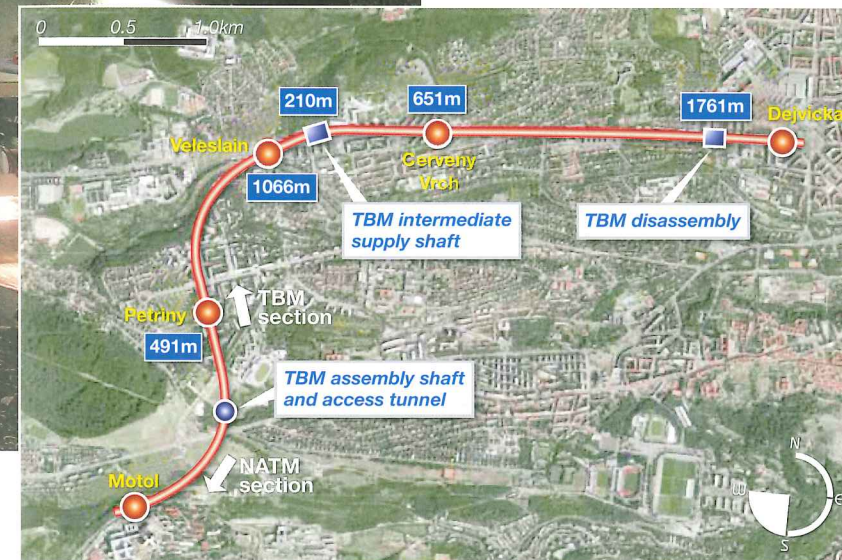 0 0.5 1.0km
210m
651m
1761m
Dejvicka
Veleslain
Cerveny
Vrch
1066m
TBM intermediate
supply shaft
TBM disassembly
Petriny
TBM
section
491m
TBM assembly shaft
and access tunnel
Motol
NATM
section
N
W
e
S